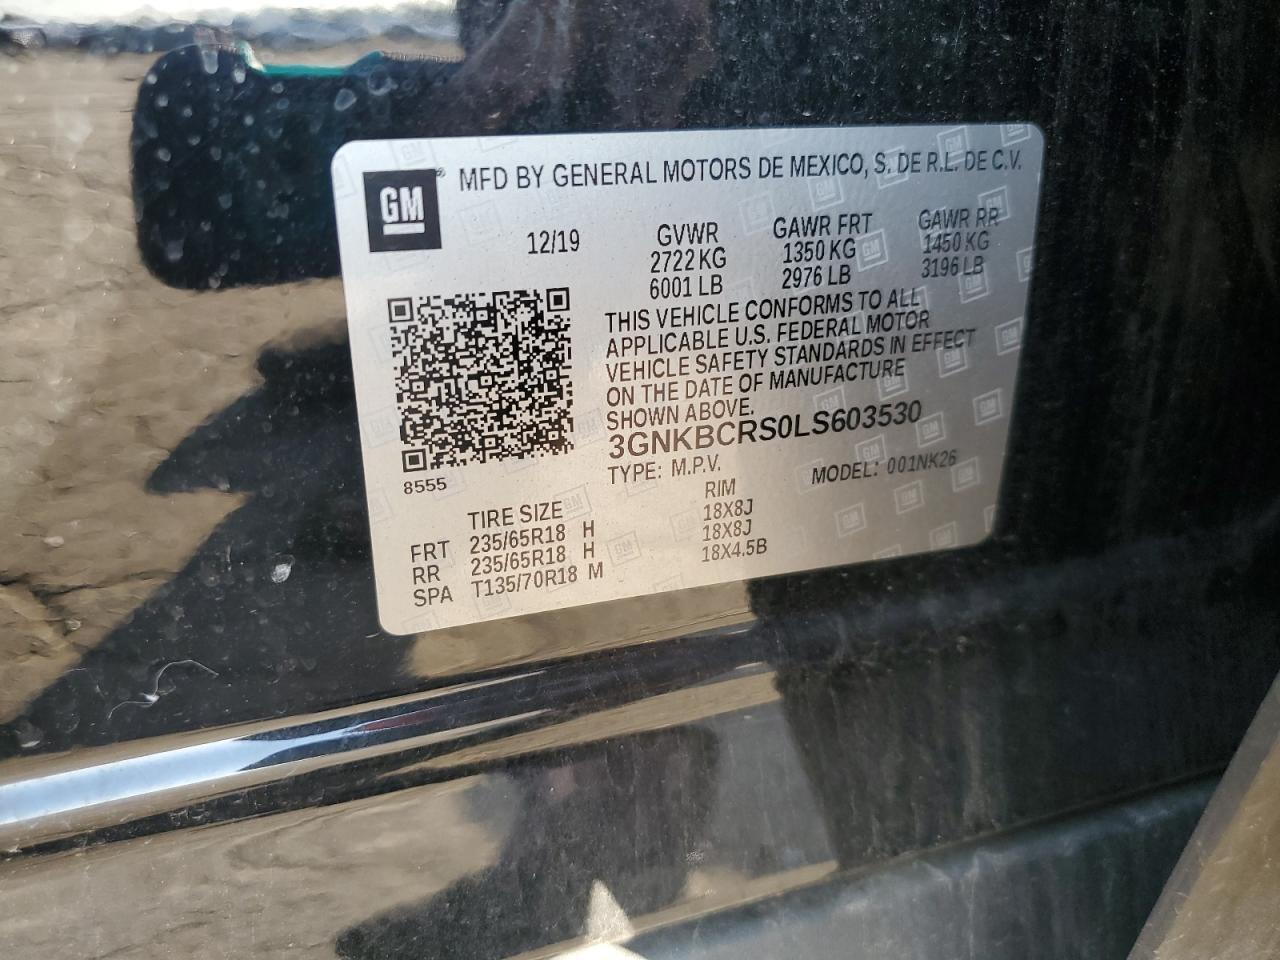 GM
MFD BY GENERAL MOTORS DE MEXICO, S. DE R.L. DE C.V.
12/19 GVWR GAWR FRT GAWR RR
2722 KG 1350 KG 1450 KG
6001 LB 2976 LB 3196 LB
THIS VEHICLE CONFORMS TO ALL
APPLICABLE U.S. FEDERAL MOTOR
VEHICLE SAFETY STANDARDS IN EFFECT
ON THE DATE OF MANUFACTURE
SHOWN ABOVE.
3GNKBCRS0LS603530
TYPE: M.P.V. MODEL: 001NK26
8555
TIRE SIZE RIM
FRT 235/65R18 H 18X8J
RR 235/65R18 H 18X8J
SPA T135/70R18 M 18X4.5B